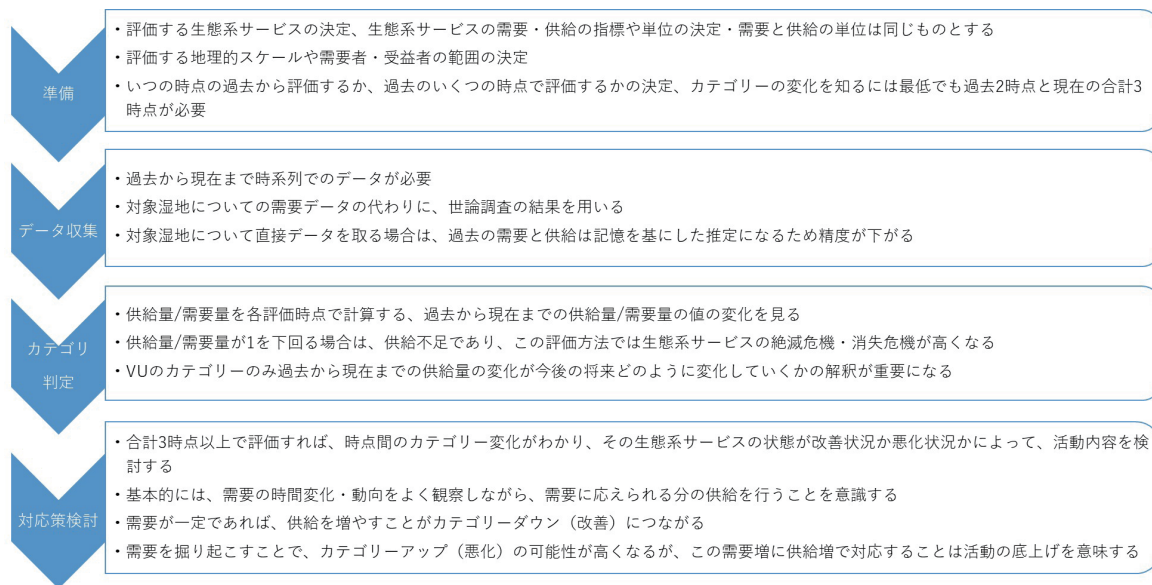 準備
・評価する生態系サービスの決定、生態系サービスの需要・供給の指標や単位の決定・需要と供給の単位は同じものとする
・評価する地理的スケールや需要者・受益者の範囲の決定
・いつの時点の過去から評価するか、過去のいくつの時点で評価するかの決定、カテゴリーの変化を知るには最低でも過去2時点と現在の合計3
時点が必要
データ収集
・過去から現在まで時系列でのデータが必要
・対象湿地についての需要データの代わりに、世論調査の結果を用いる
・対象湿地について直接データを取る場合は、過去の需要と供給は記憶を基にした推定になるため精度が下がる
カテゴリ
判定
・供給量/需要量を各評価時点で計算する、過去から現在までの供給量/需要量の値の変化を見る
・供給量/需要量が1を下回る場合は、供給不足であり、この評価方法では生態系サービスの絶滅危機・消失危機が高くなる
・VUのカテゴリーのみ過去から現在までの供給量の変化が今後の将来どのように変化していくかの解釈が重要になる
対応策検討
・合計3時点以上で評価すれば、時点間のカテゴリー変化がわかり、その生態系サービスの状態が改善状況か悪化状況かによって、活動内容を検
討する
・基本的には、需要の時間変化・動向をよく観察しながら、需要に応えられる分の供給を行うことを意識する
・需要が一定であれば、供給を増やすことがカテゴリーダウン（改善）につながる
・需要を掘り起こすことで、カテゴリーアップ（悪化）の可能性が高くなるが、この需要増に供給増で対応することは活動の底上げを意味する